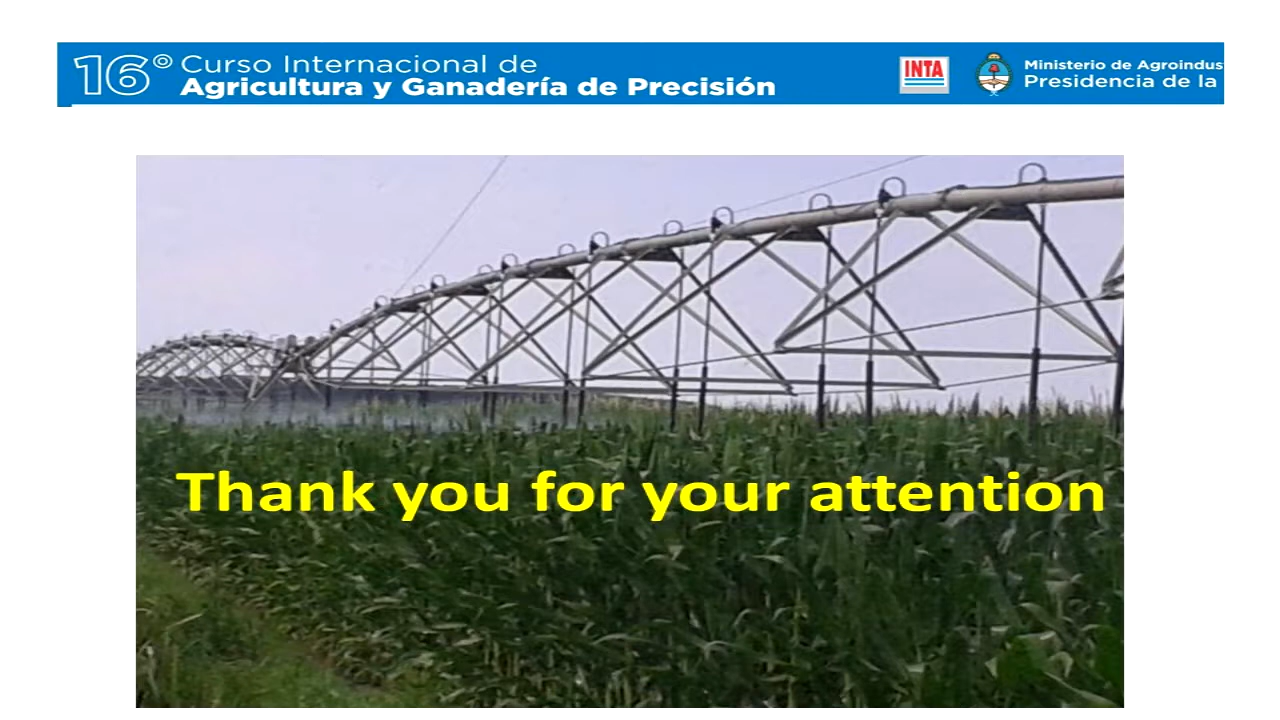 16° Curso Internacional de
Agricultura y Ganadería de Precisión
INTA
Ministerio de Agroindus
Presidencia de la
Thank you for your attention